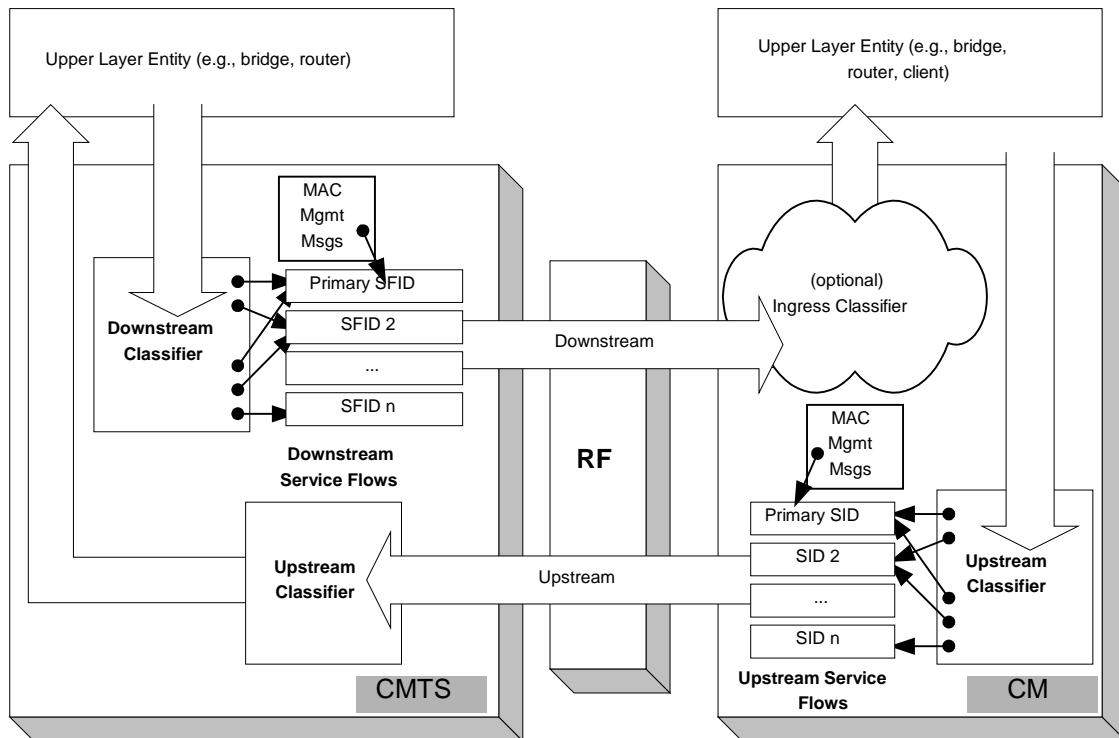 Upper Layer Entity (e.g., bridge, router)
Upper Layer Entity (e.g., bridge,
router, client)
MAC
Mgmt
Msgs
Primary SFID
SFID 2
...
SFID n
Downstream
Classifier
Downstream
Service Flows
Downstream
(optional)
Ingress Classifier
RF
MAC
Mgmt
Msgs
Primary SID
SID 2
...
SID n
Upstream
Classifier
Upstream
Upstream
Classifier
Upstream Service
Flows
CMTS
CM